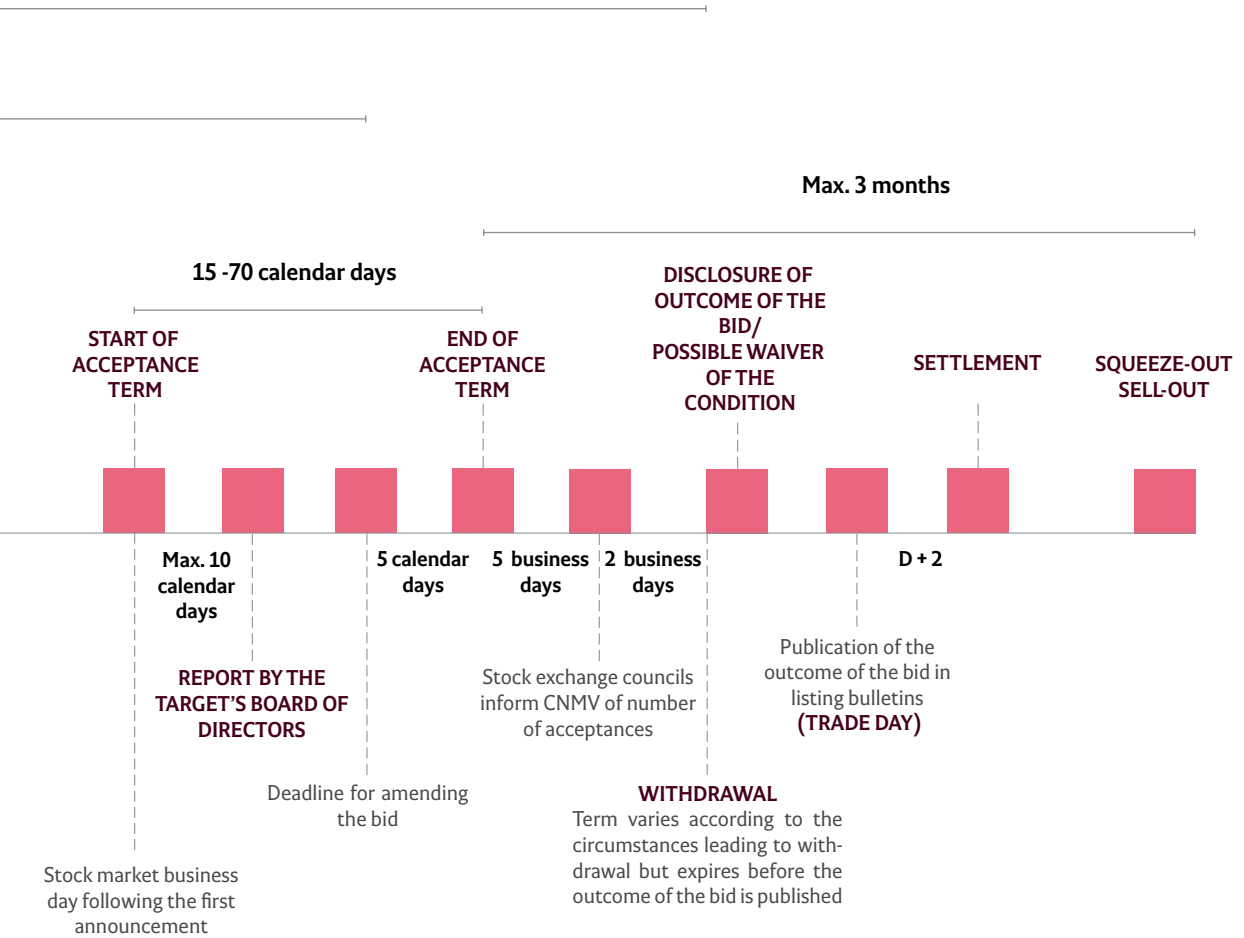 Max. 3 months
15 -70 calendar days
START OF
ACCEPTANCE
TERM
END OF
ACCEPTANCE
TERM
DISCLOSURE OF
OUTCOME OF THE
BID/
POSSIBLE WAIVER
OF THE
CONDITION
SETTLEMENT
SQUEEZE-OUT
SELL-OUT
Max. 10
calendar
days
5 calendar
days
5 business
days
2 business
days
D + 2
REPORT BY THE
TARGET'S BOARD OF
DIRECTORS
Stock exchange councils
inform CNMV of number
of acceptances
Publication of the
outcome of the bid in
listing bulletins
(TRADE DAY)
Deadline for amending
the bid
WITHDRAWAL
Term varies according to the
circumstances leading to with-
drawal but expires before the
outcome of the bid is published
Stock market business
day following the first
announcement